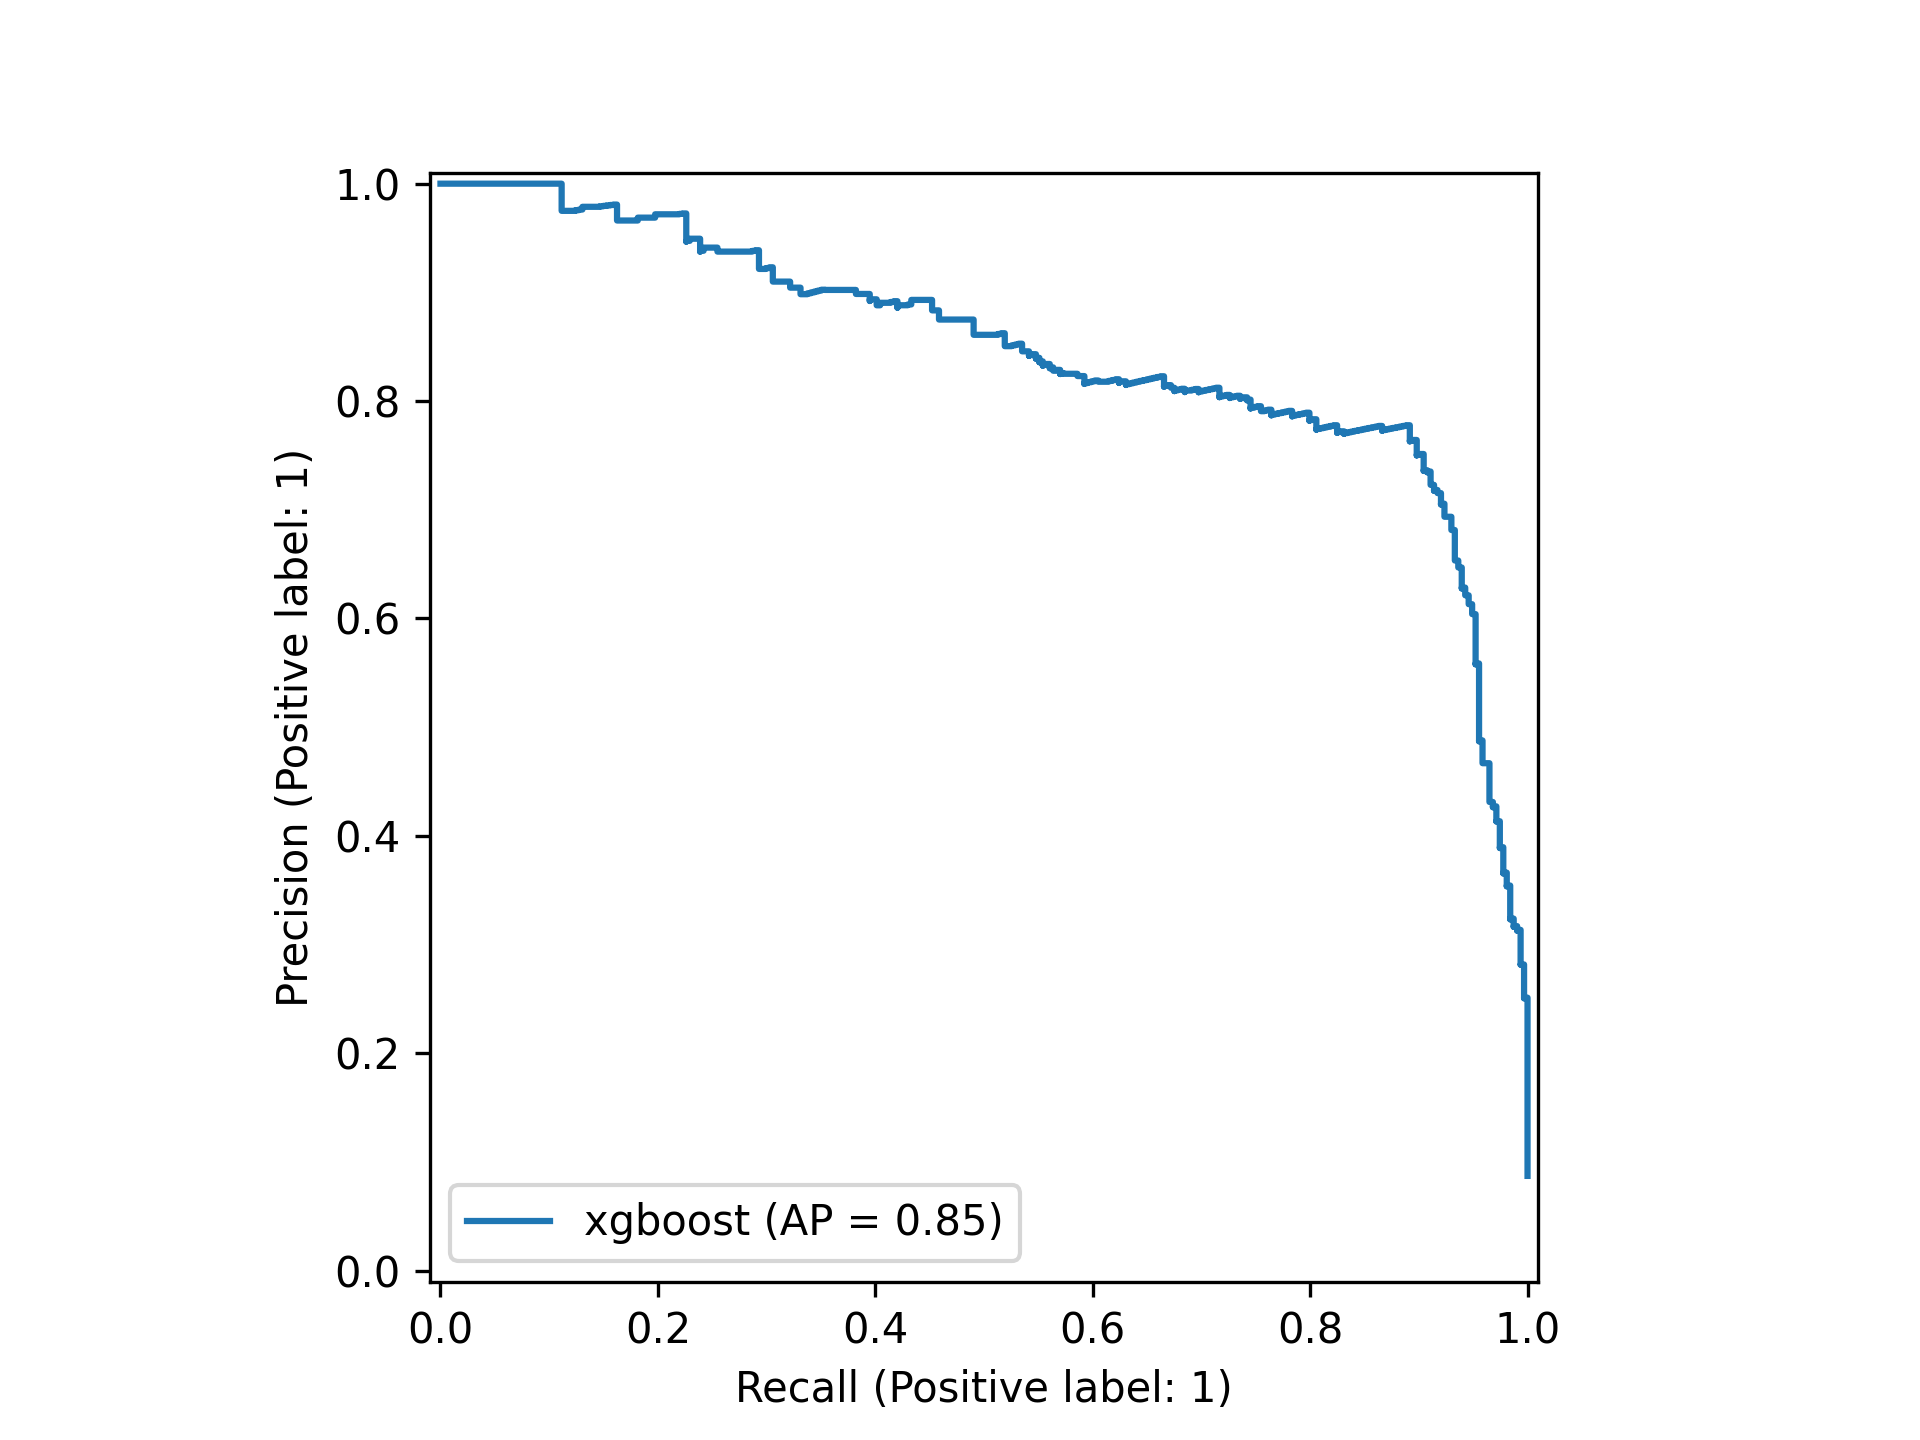 1.0
0.8
0.6
0.4
0.2
0.0
Precision (Positive label: 1)
xgboost (AP = 0.85)
0.0 0.2 0.4 0.6 0.8 1.0
Recall (Positive label: 1)